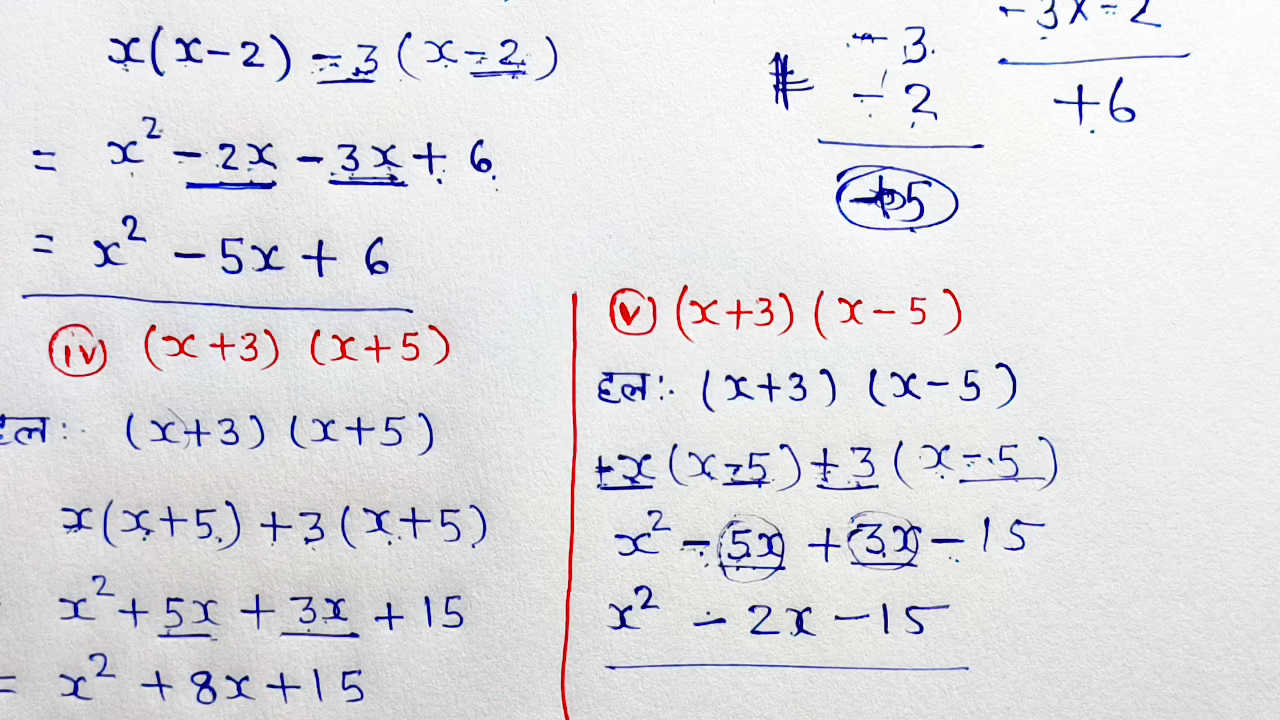 x(x-2) -3(x-2)
= x² -2x -3x + 6
= x² -5x + 6
-3
-2
-3x-2
+6
(iv) (x+3) (x+5)
हल:- (x+3) (x+5)
x(x+5) +3(x+5)
x² + 5x + 3x + 15
= x² + 8x + 15
(v) (x+3) (x-5)
हल:- (x+3) (x-5)
+x(x-5) +3(x-5)
x² -5x +3x -15
x² - 2x -15